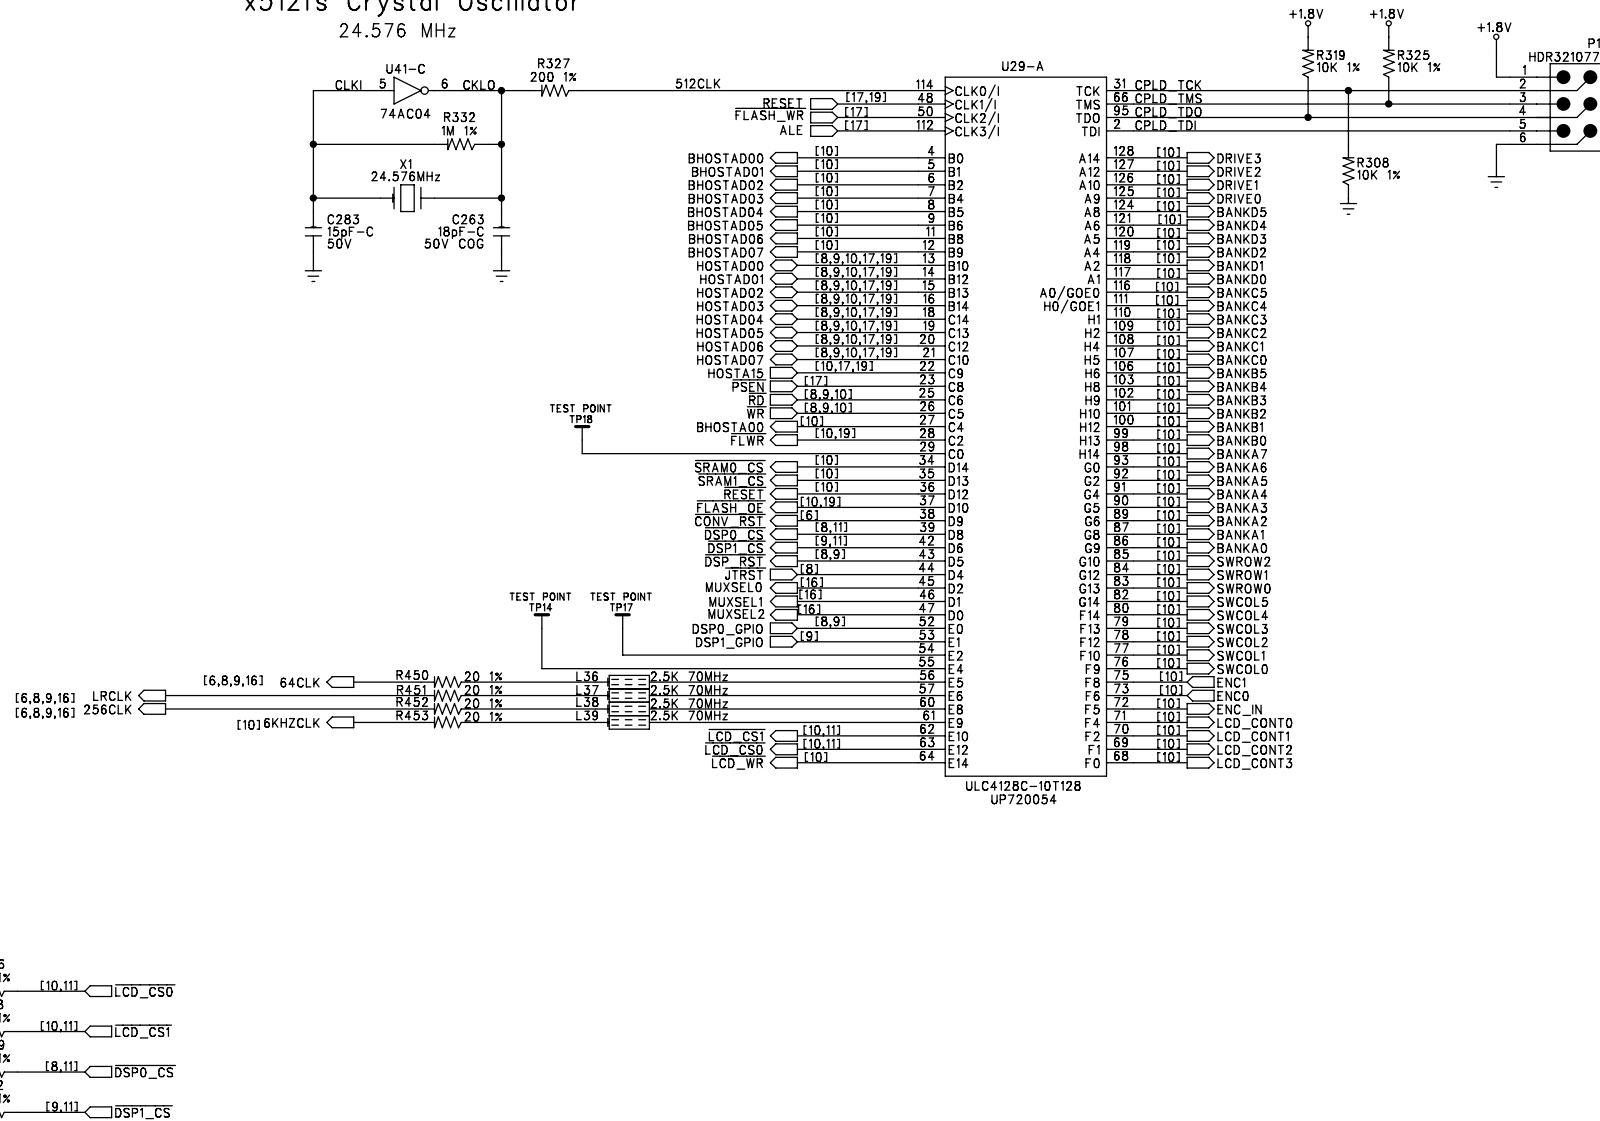 x512fs Crystal Oscillator
24.576 MHz
U41-C
CLKI 5 6 CKLO
74AC04
R327
200 1%
512CLK
R332
1M 1%
X1
24.576MHz
C283
15pF-C
50V
C263
18pF-C
50V COG
U29-A
RESET [17,19]
FLASH_WR [17]
ALE [17]
114 CLK0/I
48 CLK1/I
50 CLK2/I
112 CLK3/I
BHOSTAD00 [10] 4 B0
BHOSTAD01 [10] 5 B1
BHOSTAD02 [10] 6 B2
BHOSTAD03 [10] 7 B4
BHOSTAD04 [10] 8 B5
BHOSTAD05 [10] 9 B6
BHOSTAD06 [10] 11 B8
BHOSTAD07 [10] 12 B9
HOSTAD00 [8,9,10,17,19] 13 B10
HOSTAD01 [8,9,10,17,19] 14 B12
HOSTAD02 [8,9,10,17,19] 15 B13
HOSTAD03 [8,9,10,17,19] 16 B14
HOSTAD04 [8,9,10,17,19] 18 C14
HOSTAD05 [8,9,10,17,19] 19 C13
HOSTAD06 [8,9,10,17,19] 20 C12
HOSTAD07 [8,9,10,17,19] 21 C10
HOSTA15 [10,17,19] 22 C9
PSEN [17] 23 C8
RD [8,9,10] 25 C6
WR [8,9,10] 26 C5
BHOSTA00 [10] 27 C4
FLWR [10,19] 28 C2
TEST POINT
TP18
29 C0
SRAM0_CS [10] 34 D14
SRAM1_CS [10] 35 D13
RESET [10] 36 D12
FLASH_OE [10,19] 37 D10
CONV_RST [6] 38 D9
DSP0_CS [8,11] 39 D8
DSP1_CS [9,11] 42 D6
DSP_RST [8,9] 43 D5
JTRST [8] 44 D4
MUXSEL0 [16] 45 D2
MUXSEL1 [16] 46 D1
MUXSEL2 [16] 47 D0
DSP0_GPIO [8,9] 52 E0
DSP1_GPIO [9] 53 E1
TEST POINT
TP14
TEST POINT
TP17
54 E2
55 E4
[6,8,9,16] 64CLK R450 20 1% L36 2.5K 70MHz 56 E5
[6,8,9,16] LRCLK R451 20 1% L37 2.5K 70MHz 57 E6
[6,8,9,16] 256CLK R452 20 1% L38 2.5K 70MHz 60 E8
[10] 6KHZCLK R453 20 1% L39 2.5K 70MHz 61 E9
LCD_CS1 [10,11] 62 E10
LCD_CS0 [10,11] 63 E12
LCD_WR [10] 64 E14
TCK 31 CPLD_TCK
TMS 66 CPLD_TMS
TDO 95 CPLD_TDO
TDI 2 CPLD_TDI
A14 128 [10] DRIVE3
A12 127 [10] DRIVE2
A10 126 [10] DRIVE1
A9 125 [10] DRIVE0
A8 124 [10] BANKD5
A6 121 [10] BANKD4
A5 120 [10] BANKD3
A4 119 [10] BANKD2
A2 118 [10] BANKD1
A1 117 [10] BANKD0
A0/GOE0 116 [10] BANKC5
H0/GOE1 111 [10] BANKC4
H1 110 [10] BANKC3
H2 109 [10] BANKC2
H4 108 [10] BANKC1
H5 107 [10] BANKC0
H6 106 [10] BANKB5
H8 103 [10] BANKB4
H9 102 [10] BANKB3
H10 101 [10] BANKB2
H12 100 [10] BANKB1
H13 99 [10] BANKB0
H14 98 [10] BANKA7
G0 93 [10] BANKA6
G2 92 [10] BANKA5
G4 91 [10] BANKA4
G5 90 [10] BANKA3
G6 89 [10] BANKA2
G8 87 [10] BANKA1
G9 86 [10] BANKA0
G10 85 [10] SWROW2
G12 84 [10] SWROW1
G13 83 [10] SWROW0
G14 82 [10] SWCOL5
F14 80 [10] SWCOL4
F13 79 [10] SWCOL3
F12 78 [10] SWCOL2
F10 77 [10] SWCOL1
F9 76 [10] SWCOL0
F8 75 [10] ENC1
F6 73 [10] ENC0
F5 72 [10] ENC_IN
F4 71 [10] LCD_CONT0
F2 70 [10] LCD_CONT1
F1 69 [10] LCD_CONT2
F0 68 [10] LCD_CONT3
ULC4128C-10T128
UP720054
+1.8V
R319
10K 1%
+1.8V
R325
10K 1%
+1.8V
R308
10K 1%
P1
HDR321077
1
2
3
4
5
6
6
1%
[10,11] LCD_CS0
8
1%
[10,11] LCD_CS1
9
1%
[8,11] DSP0_CS
2
1%
[9,11] DSP1_CS